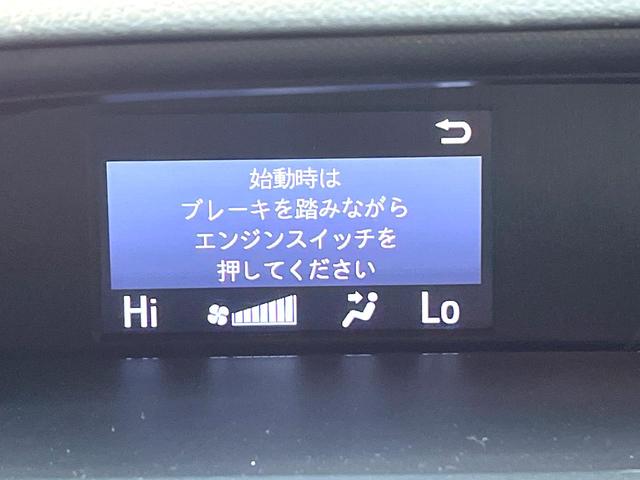 始動時は
ブレーキを踏みながら
エンジンスイッチを
押してください
Hi Lo